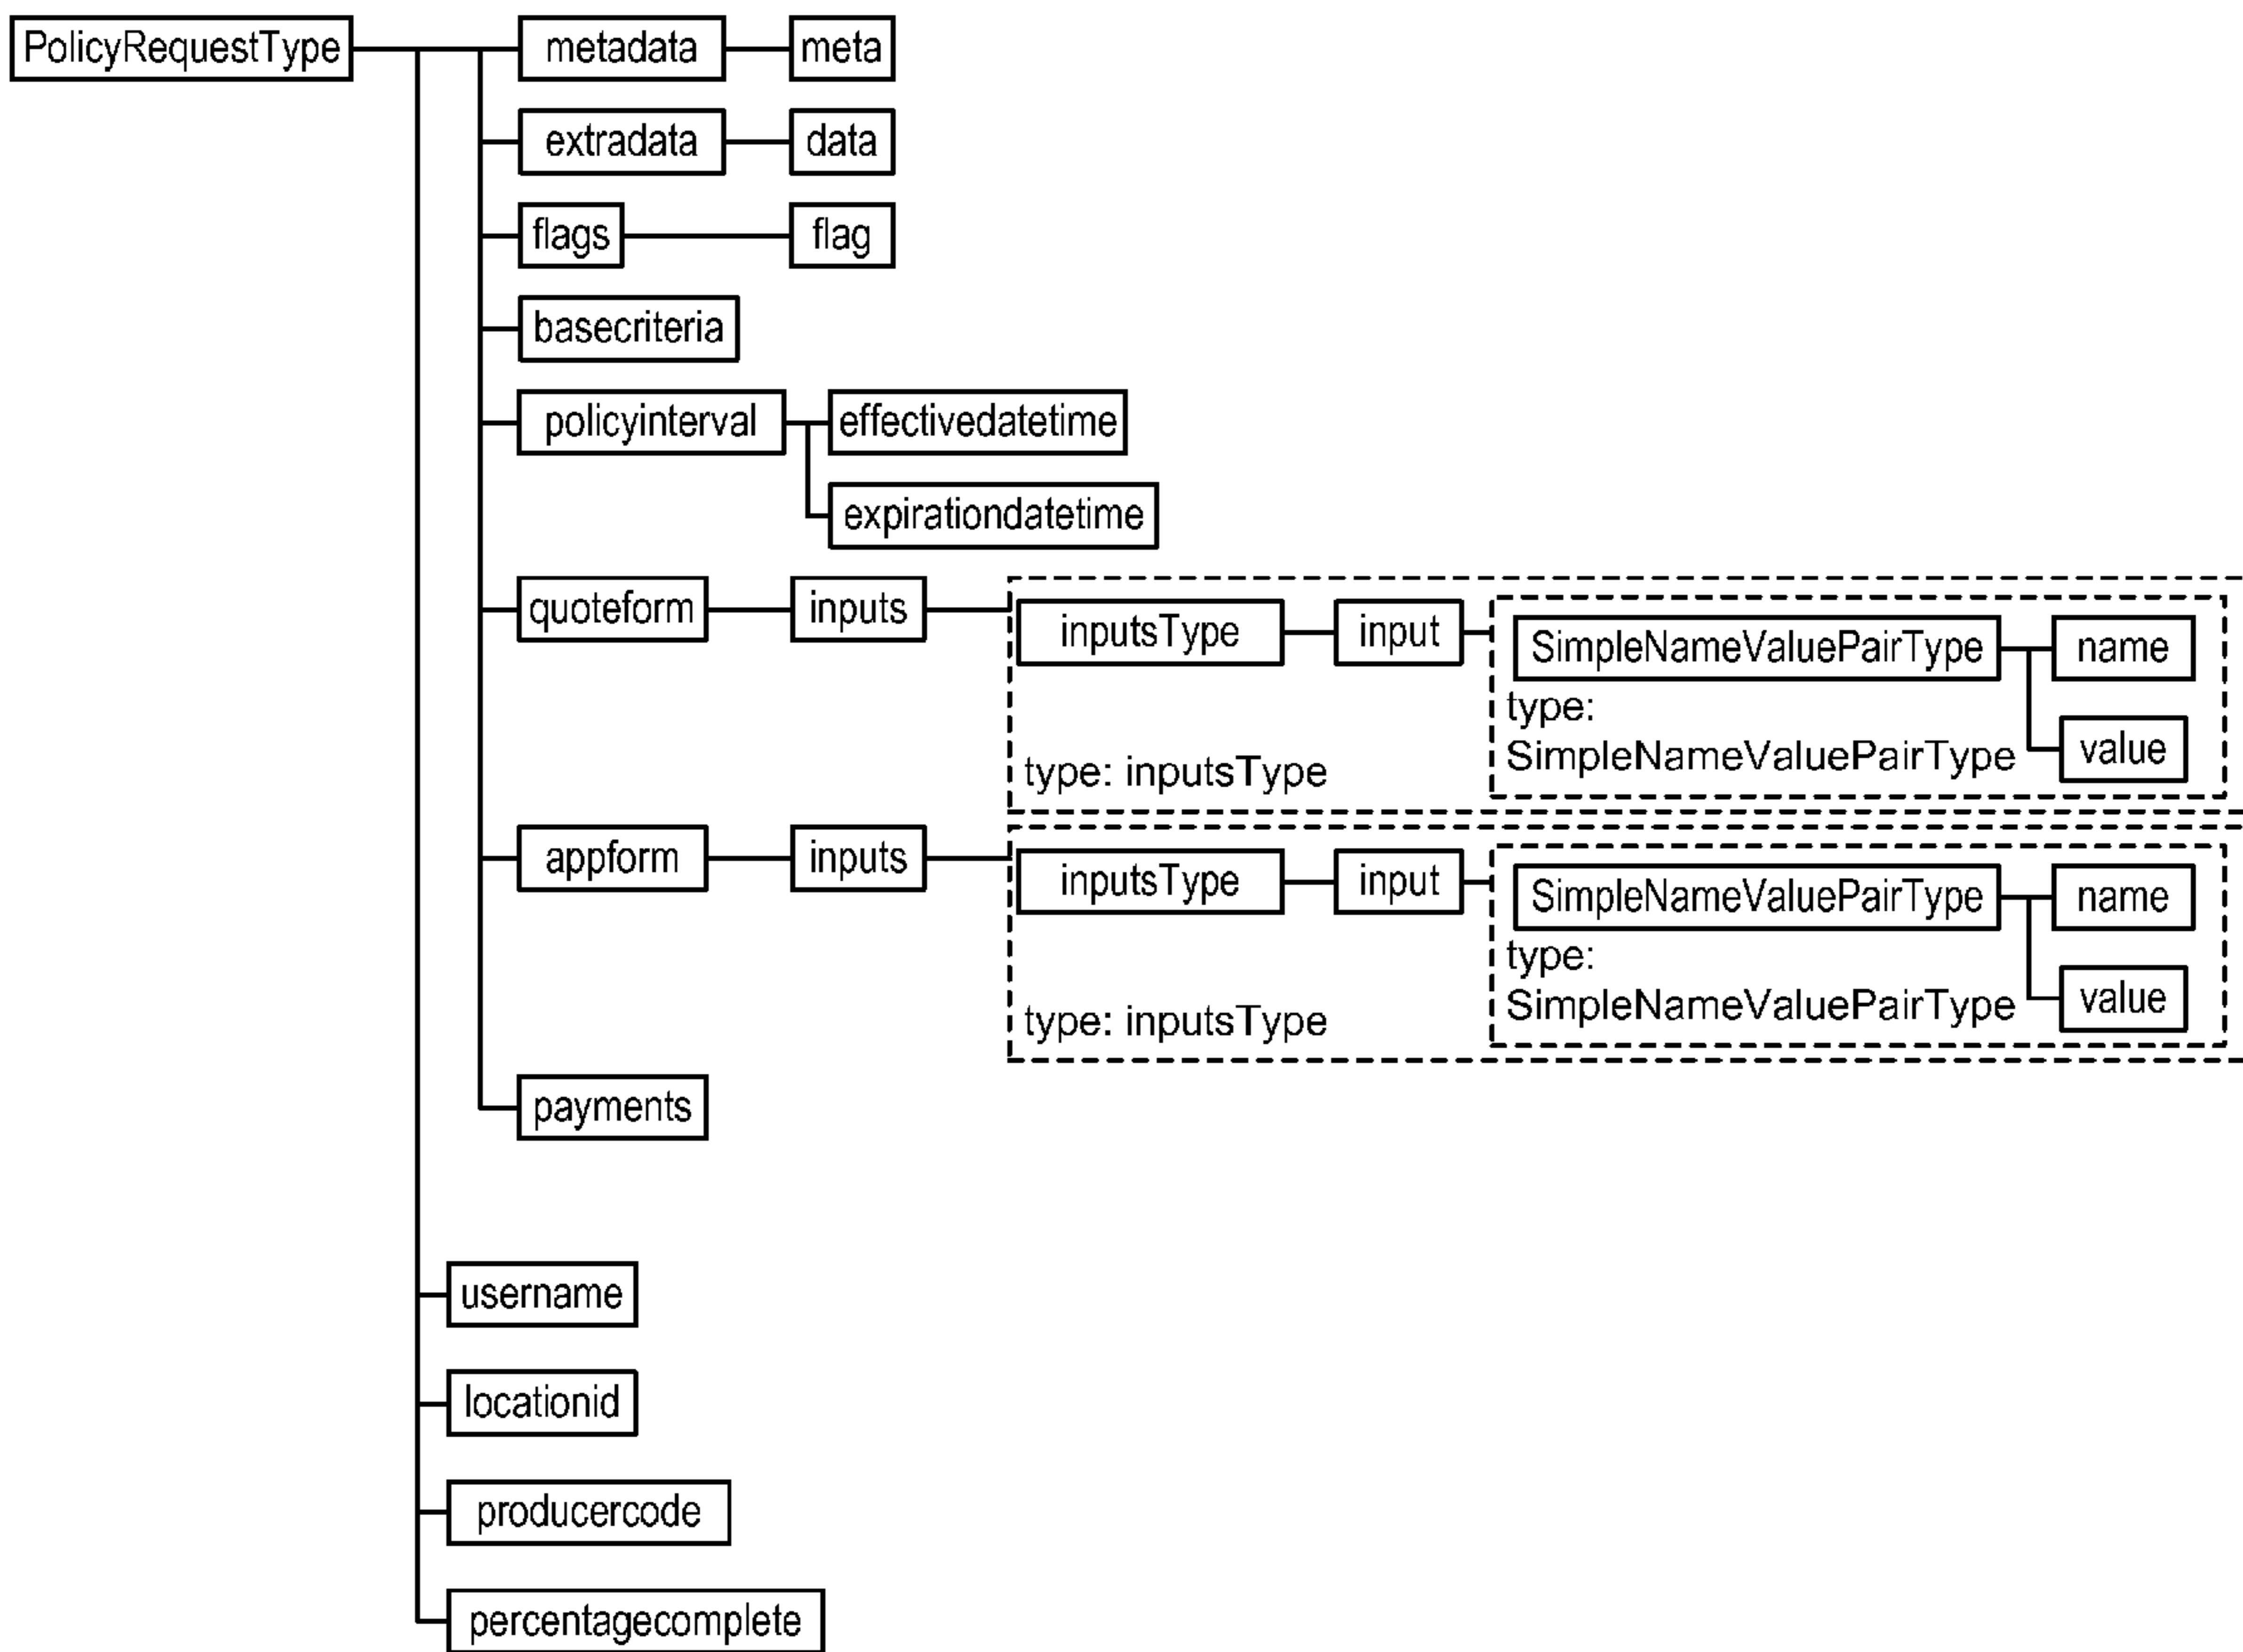 PolicyRequestType metadata meta
extradata data
flags flag
basecriteria
policyinterval effectivedatetime
expirationdatetime
quoteform inputs inputsType input SimpleNameValuePairType name
type:
SimpleNameValuePairType value
type: inputsType
appform inputs inputsType input SimpleNameValuePairType name
type:
SimpleNameValuePairType value
type: inputsType
payments
username
locationid
producercode
percentagecomplete